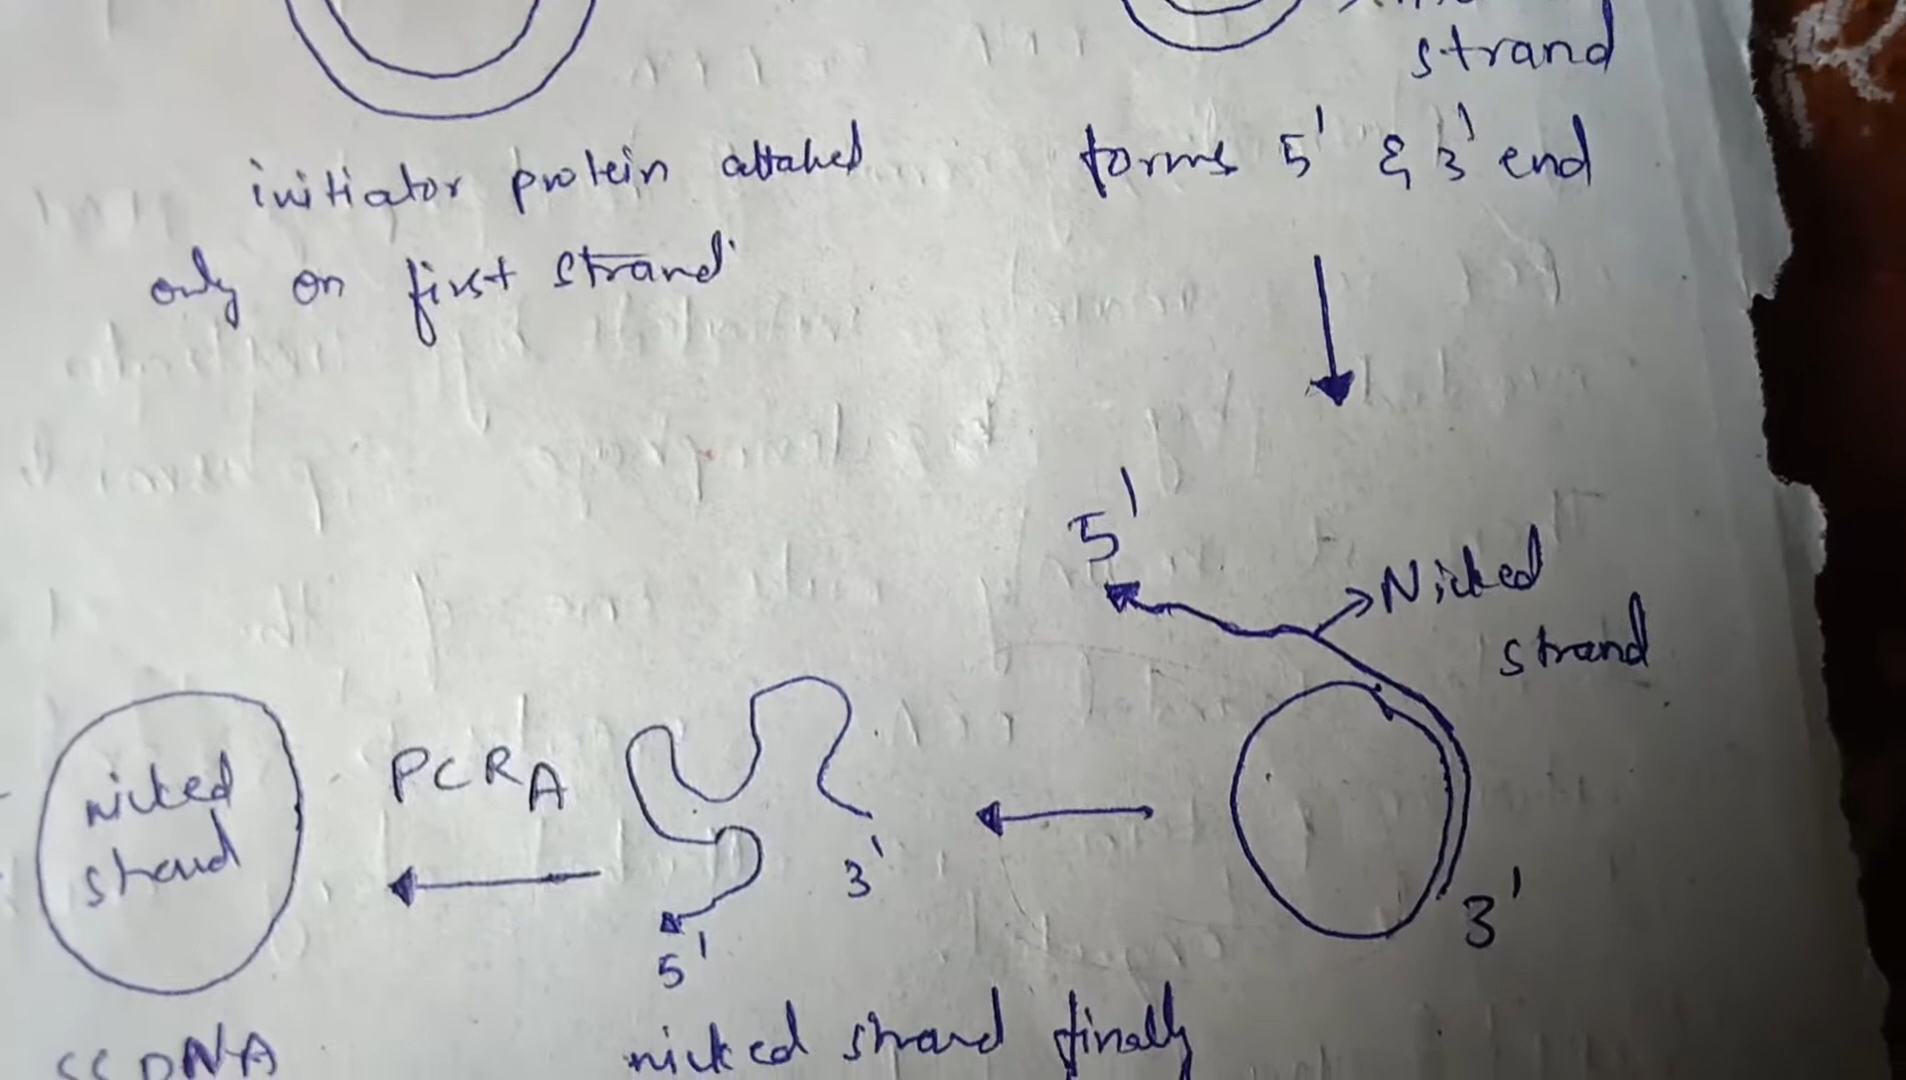 strand
initiator protein attaked
only on first strand
forms 5' & 3' end
5'
Nicked
strand
3'
PCRA
3'
5'
nicked
strand
SSDNA
nicked strand finally